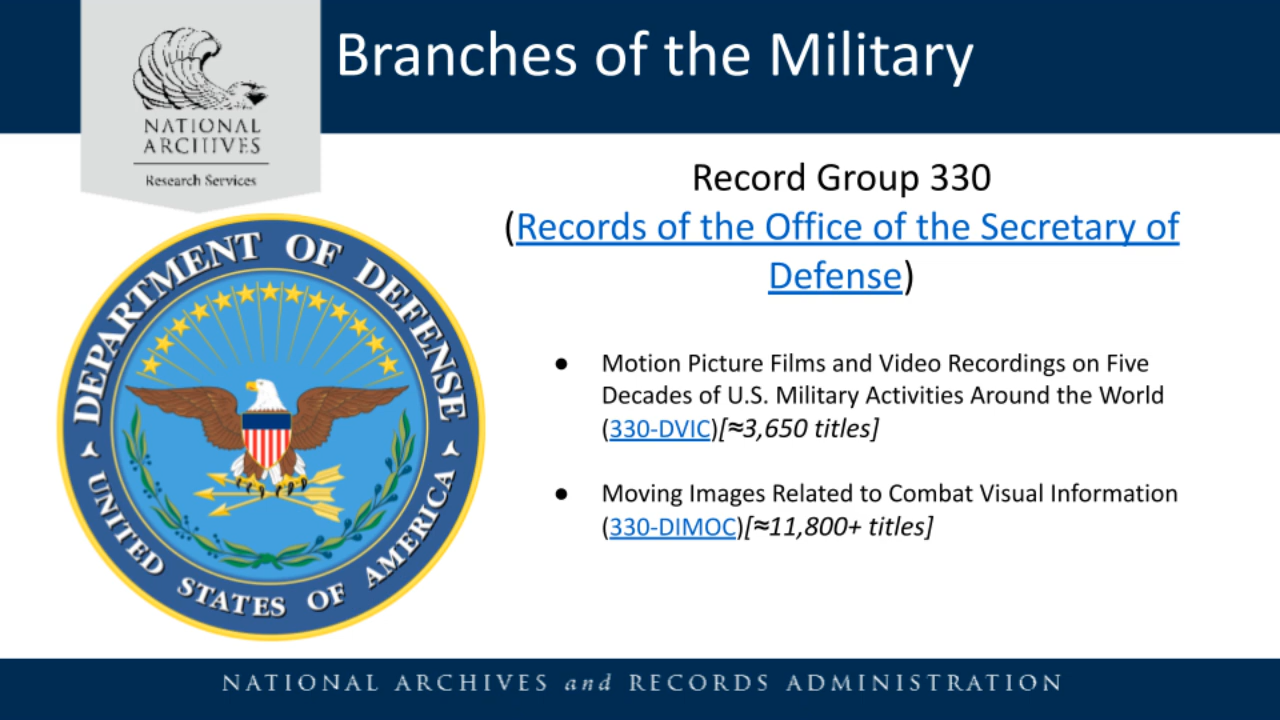 Branches of the Military
NATIONAL
ARCHIVES
Research Services
Record Group 330
(Records of the Office of the Secretary of
Defense)
DEPARTMENT OF DEFENSE
UNITED STATES OF AMERICA
● Motion Picture Films and Video Recordings on Five
Decades of U.S. Military Activities Around the World
(330-DVIC)[≈3,650 titles]
● Moving Images Related to Combat Visual Information
(330-DIMOC)[≈11,800+ titles]
NATIONAL ARCHIVES and RECORDS ADMINISTRATION